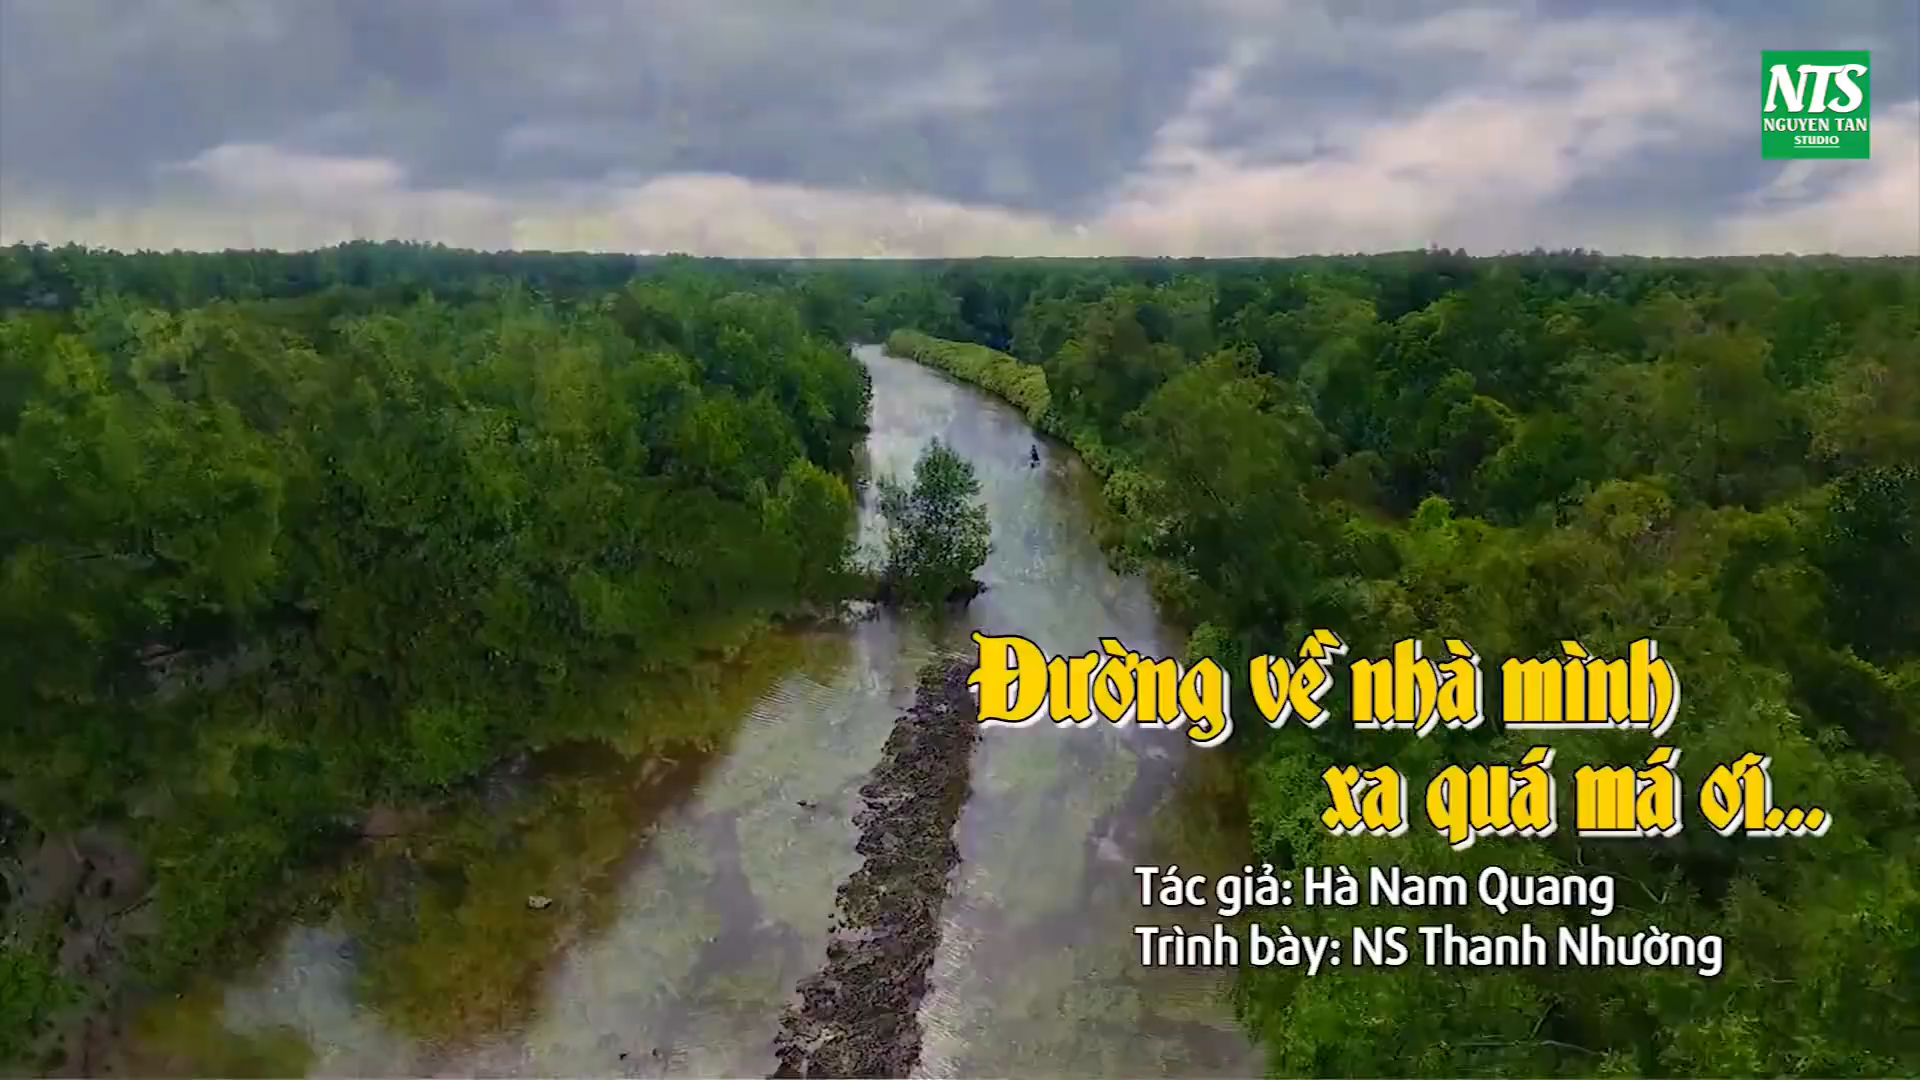 NTS
NGUYEN TAN
STUDIO
Đường về nhà mình
xa quá má ơi...
Tác giả: Hà Nam Quang
Trình bày: NS Thanh Nhường